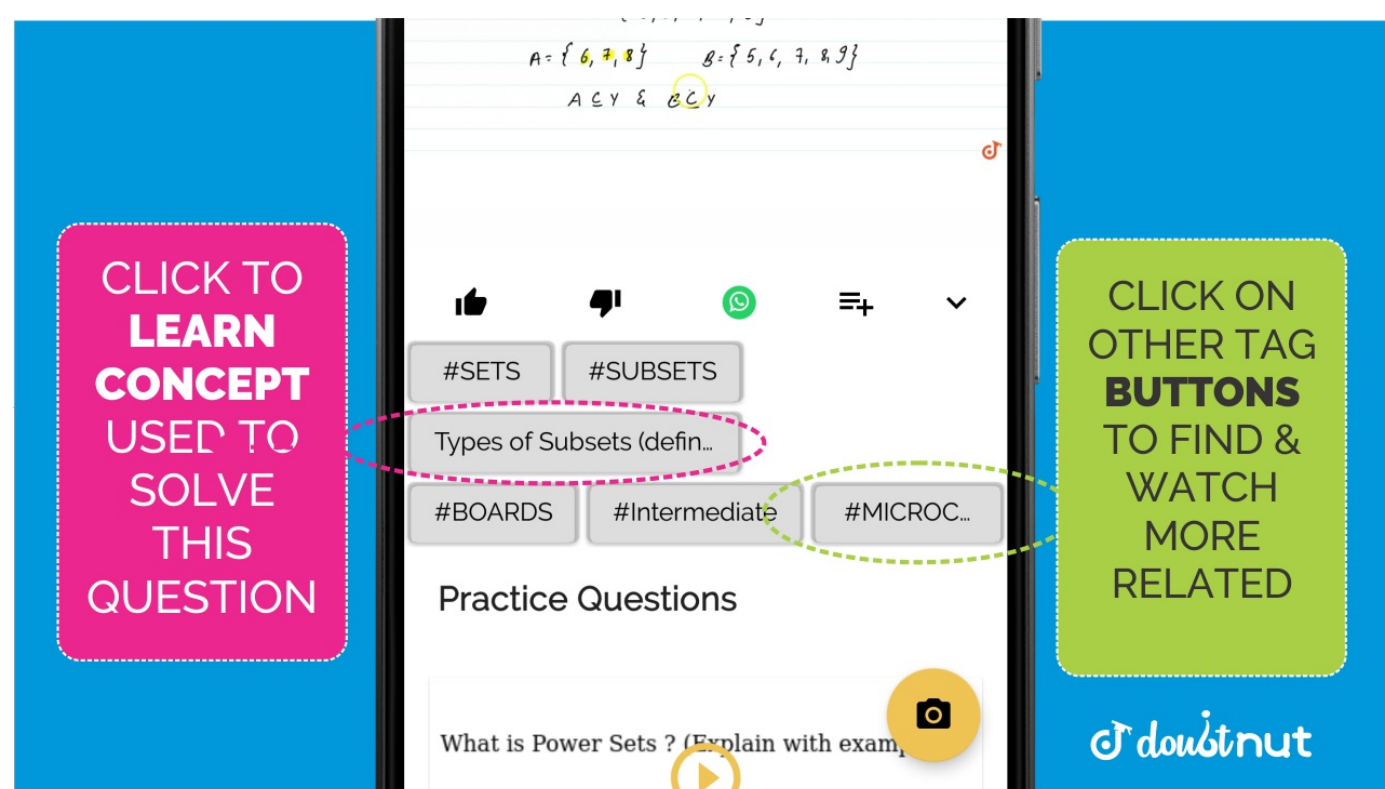 A = { 6, 7, 8} B = { 5, 6, 7, 8, 9}
A ⊆ Y & B ⊆ Y
CLICK TO
LEARN
CONCEPT
USED TO
SOLVE
THIS
QUESTION
#SETS #SUBSETS
Types of Subsets (defin...
#BOARDS #Intermediate #MICROC...
Practice Questions
What is Power Sets ? (Explain with exam
CLICK ON
OTHER TAG
BUTTONS
TO FIND &
WATCH
MORE
RELATED
doubtnut